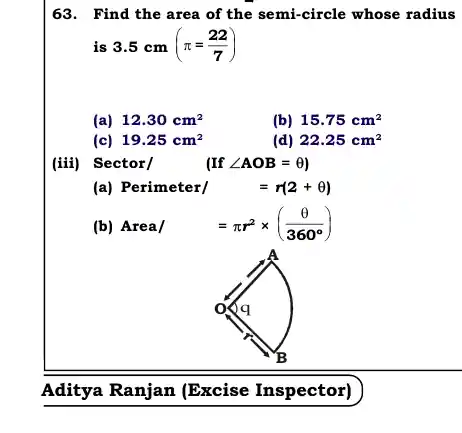 63. Find the area of the semi-circle whose radius
is 3.5 cm (π = 22/7)
(a) 12.30 cm² (b) 15.75 cm²
(c) 19.25 cm² (d) 22.25 cm²
(iii) Sector/ (If ∠AOB = θ)
(a) Perimeter/ = r(2 + θ)
(b) Area/ = πr² × (θ/360°)
A
O q
r
B
Aditya Ranjan (Excise Inspector)